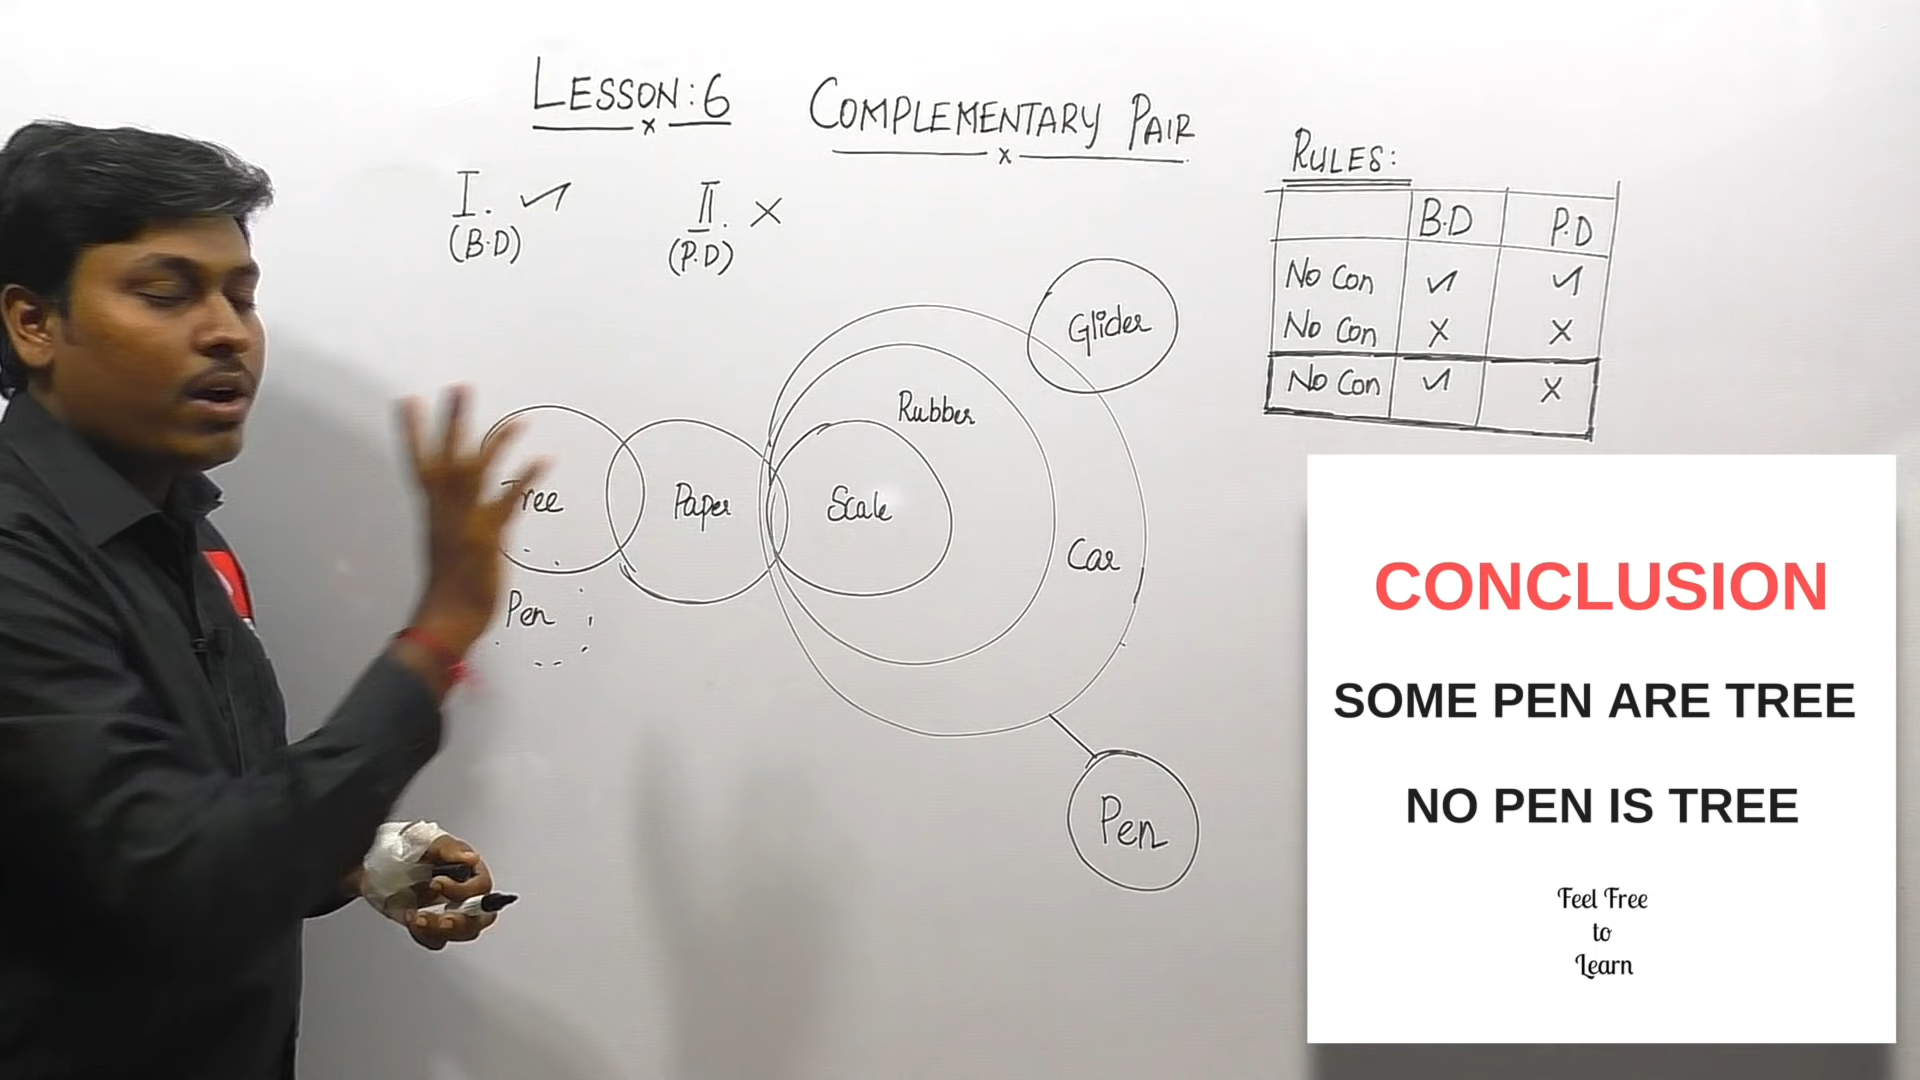 LESSON: 6
COMPLEMENTARY PAIR
I.
(B.D)
II.
(P.D)
RULES:
B.D P.D
No Con
No Con
No Con
Glider
Rubber
Tree
Paper
Scale
Car
Pen
Pen
CONCLUSION
SOME PEN ARE TREE
NO PEN IS TREE
Feel Free
to
Learn